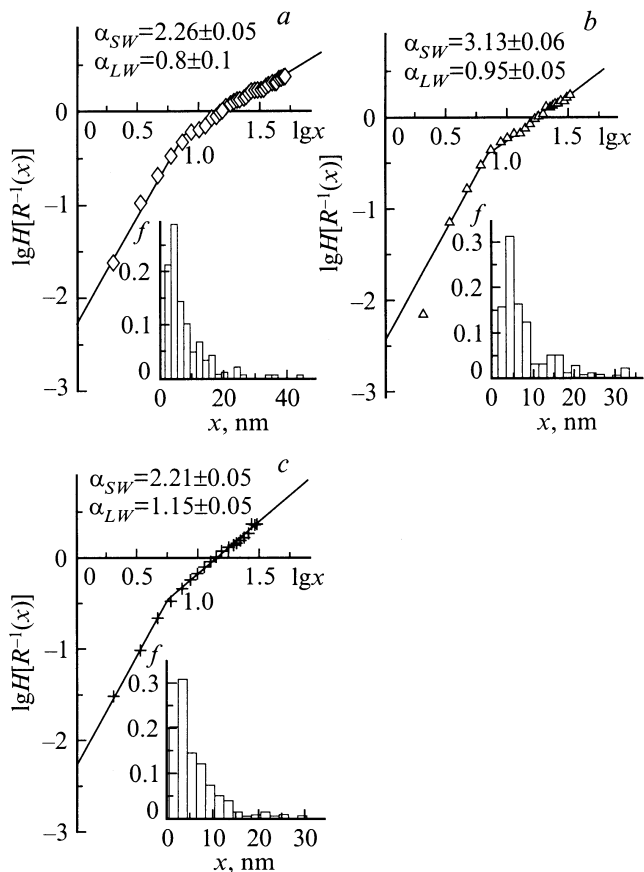 a
α_SW=2.26±0.05
α_LW=0.8±0.1
lgH[R⁻¹(x)]
0
0 0.5 1.5 lgx
1.0
−1
−2
−3
f
0.2
0.1
0
0 20 40
x, nm
b
α_SW=3.13±0.06
α_LW=0.95±0.05
lgH[R⁻¹(x)]
0
0 0.5 1.5 lgx
1.0
−1
−2
−3
f
0.3
0.2
0.1
0
0 10 20 30
x, nm
c
α_SW=2.21±0.05
α_LW=1.15±0.05
lgH[R⁻¹(x)]
0
0 0.5 1.5 lgx
1.0
−1
−2
−3
f
0.3
0.2
0.1
0
0 10 20 30
x, nm